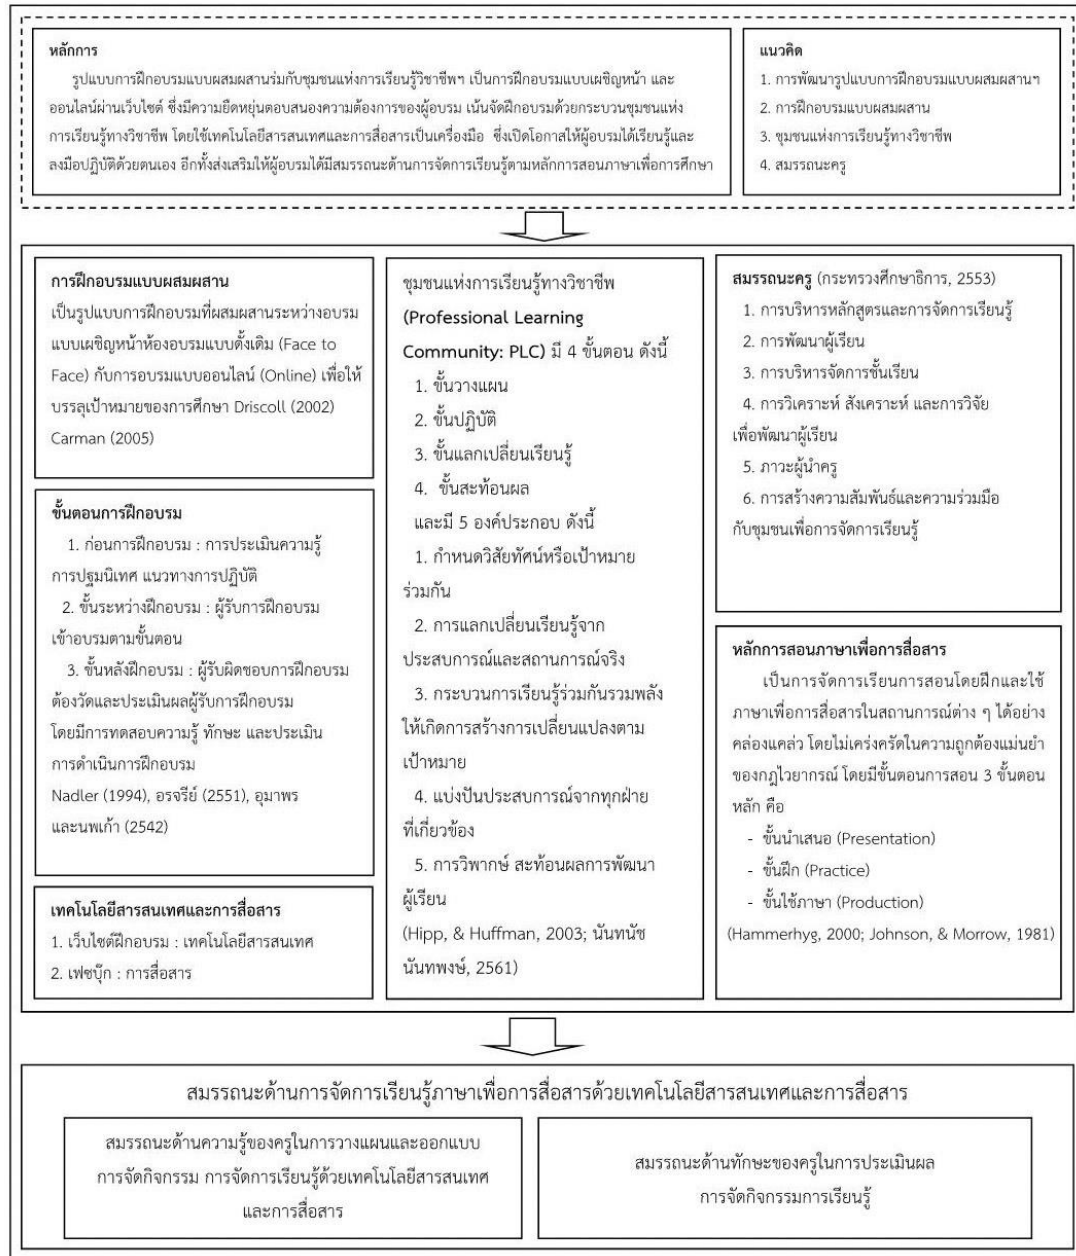 หลักการ
รูปแบบการฝึกอบรมแบบผสมผสานร่มกับชุมชนแห่งการเรียนรู้วิชาชีพฯ เป็นการฝึกอบรมแบบเผชิญหน้า และ
ออนไลน์ผ่านเว็บไซต์ ซึ่งมีความยืดหยุ่นตอบสนองความต้องการของผู้อบรม เน้นจัดฝึกอบรมด้วยกระบวนชุมชนแห่ง
การเรียนรู้ทางวิชาชีพ โดยใช้เทคโนโลยีสารสนเทศและการสื่อสารเป็นเครื่องมือ ซึ่งเปิดโอกาสให้ผู้อบรมได้เรียนรู้และ
ลงมือปฏิบัติด้วยตนเอง อีกทั้งส่งเสริมให้ผู้อบรมได้มีสมรรถนะด้านการจัดการเรียนรู้ตามหลักการสอนภาษาเพื่อการศึกษา
แนวคิด
1. การพัฒนารูปแบบการฝึกอบรมแบบผสมผสานฯ
2. การฝึกอบรมแบบผสมผสาน
3. ชุมชนแห่งการเรียนรู้ทางวิชาชีพ
4. สมรรถนะครู
การฝึกอบรมแบบผสมผสาน
เป็นรูปแบบการฝึกอบรมที่ผสมผสานระหว่างอบรม
แบบเผชิญหน้าห้องอบรมแบบดั้งเดิม (Face to
Face) กับการอบรมแบบออนไลน์ (Online) เพื่อให้
บรรลุเป้าหมายของการศึกษา Driscoll (2002)
Carman (2005)
ขั้นตอนการฝึกอบรม
1. ก่อนการฝึกอบรม : การประเมินความรู้
การปฐมนิเทศ แนวทางการปฏิบัติ
2. ขั้นระหว่างฝึกอบรม : ผู้รับการฝึกอบรม
เข้าอบรมตามขั้นตอน
3. ขั้นหลังฝึกอบรม : ผู้รับผิดชอบการฝึกอบรม
ต้องวัดและประเมินผลผู้รับการฝึกอบรม
โดยมีการทดสอบความรู้ ทักษะ และประเมิน
การดำเนินการฝึกอบรม
Nadler (1994), อรจรีย์ (2551), อุมาพร
และนพเก้า (2542)
เทคโนโลยีสารสนเทศและการสื่อสาร
1. เว็บไซต์ฝึกอบรม : เทคโนโลยีสารสนเทศ
2. เฟซบุ๊ก : การสื่อสาร
ชุมชนแห่งการเรียนรู้ทางวิชาชีพ
(Professional Learning
Community: PLC) มี 4 ขั้นตอน ดังนี้
1. ขั้นวางแผน
2. ขั้นปฏิบัติ
3. ขั้นแลกเปลี่ยนเรียนรู้
4. ขั้นสะท้อนผล
และมี 5 องค์ประกอบ ดังนี้
1. กำหนดวิสัยทัศน์หรือเป้าหมาย
ร่วมกัน
2. การแลกเปลี่ยนเรียนรู้จาก
ประสบการณ์และสถานการณ์จริง
3. กระบวนการเรียนรู้ร่วมกันรวมพลัง
ให้เกิดการสร้างการเปลี่ยนแปลงตาม
เป้าหมาย
4. แบ่งปันประสบการณ์จากทุกฝ่าย
ที่เกี่ยวข้อง
5. การวิพากษ์ สะท้อนผลการพัฒนา
ผู้เรียน
(Hipp, & Huffman, 2003; นันทนัช
นันทพงษ์, 2561)
สมรรถนะครู (กระทรวงศึกษาธิการ, 2553)
1. การบริหารหลักสูตรและการจัดการเรียนรู้
2. การพัฒนาผู้เรียน
3. การบริหารจัดการชั้นเรียน
4. การวิเคราะห์ สังเคราะห์ และการวิจัย
เพื่อพัฒนาผู้เรียน
5. ภาวะผู้นำครู
6. การสร้างความสัมพันธ์และความร่วมมือ
กับชุมชนเพื่อการจัดการเรียนรู้
หลักการสอนภาษาเพื่อการสื่อสาร
เป็นการจัดการเรียนการสอนโดยฝึกและใช้
ภาษาเพื่อการสื่อสารในสถานการณ์ต่าง ๆ ได้อย่าง
คล่องแคล่ว โดยไม่เคร่งครัดในความถูกต้องแม่นยำ
ของกฎไวยากรณ์ โดยมีขั้นตอนการสอน 3 ขั้นตอน
หลัก คือ
- ขั้นนำเสนอ (Presentation)
- ขั้นฝึก (Practice)
- ขั้นใช้ภาษา (Production)
(Hammerhyg, 2000; Johnson, & Morrow, 1981)
สมรรถนะด้านการจัดการเรียนรู้ภาษาเพื่อการสื่อสารด้วยเทคโนโลยีสารสนเทศและการสื่อสาร
สมรรถนะด้านความรู้ของครูในการวางแผนและออกแบบ
การจัดกิจกรรม การจัดการเรียนรู้ด้วยเทคโนโลยีสารสนเทศ
และการสื่อสาร
สมรรถนะด้านทักษะของครูในการประเมินผล
การจัดกิจกรรมการเรียนรู้